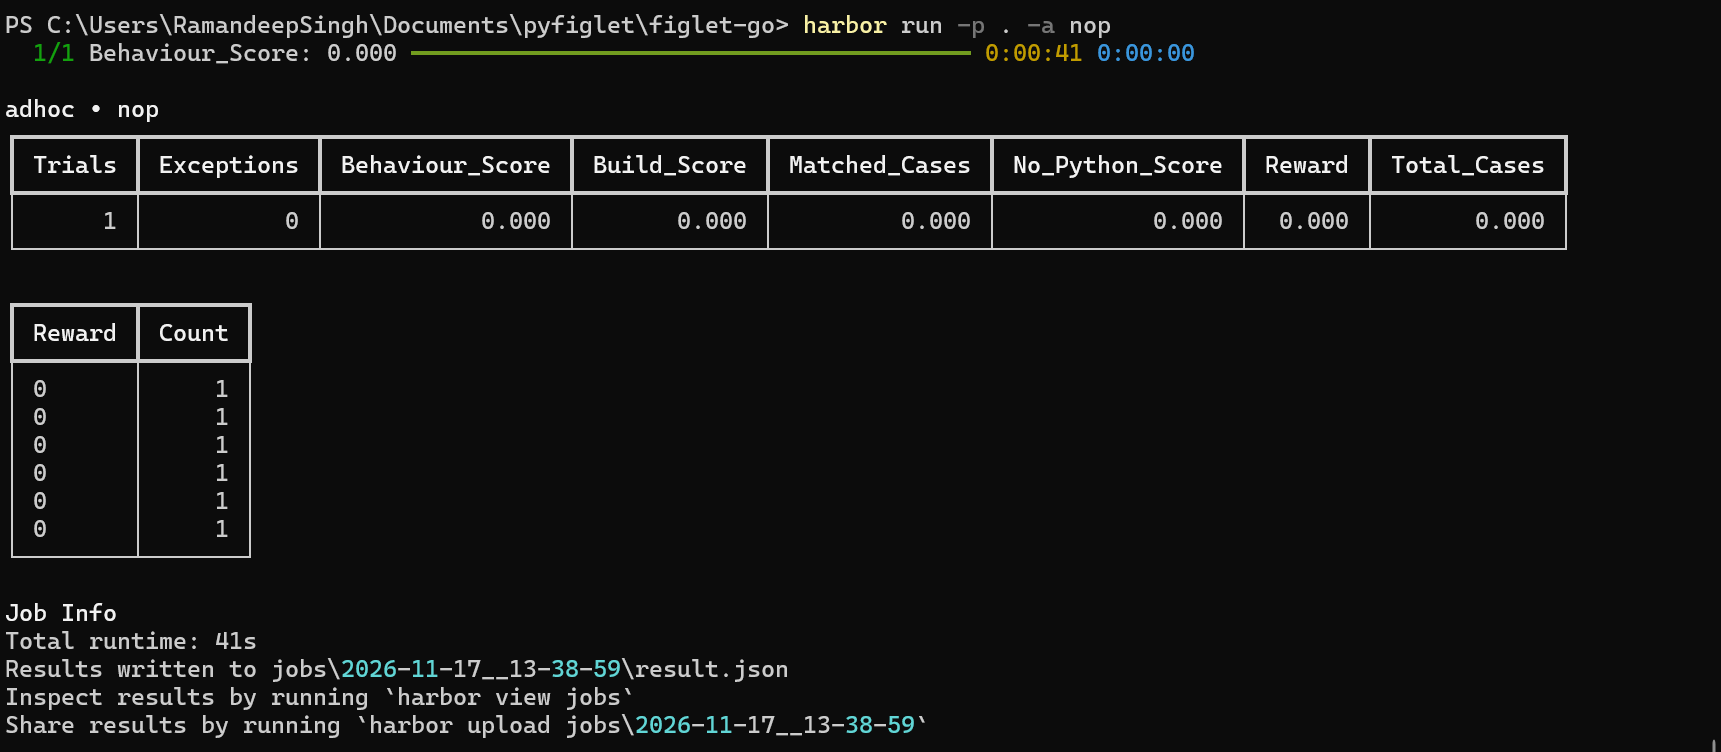 PS C:\Users\RamandeepSingh\Documents\pyfiglet\figlet-go> harbor run -p . -a nop
1/1 Behaviour_Score: 0.000 0:00:41 0:00:00
adhoc • nop
Trials Exceptions Behaviour_Score Build_Score Matched_Cases No_Python_Score Reward Total_Cases
1 0 0.000 0.000 0.000 0.000 0.000 0.000
Reward Count
0 1
0 1
0 1
0 1
0 1
0 1
Job Info
Total runtime: 41s
Results written to jobs\2026-11-17__13-38-59\result.json
Inspect results by running `harbor view jobs`
Share results by running `harbor upload jobs\2026-11-17__13-38-59`